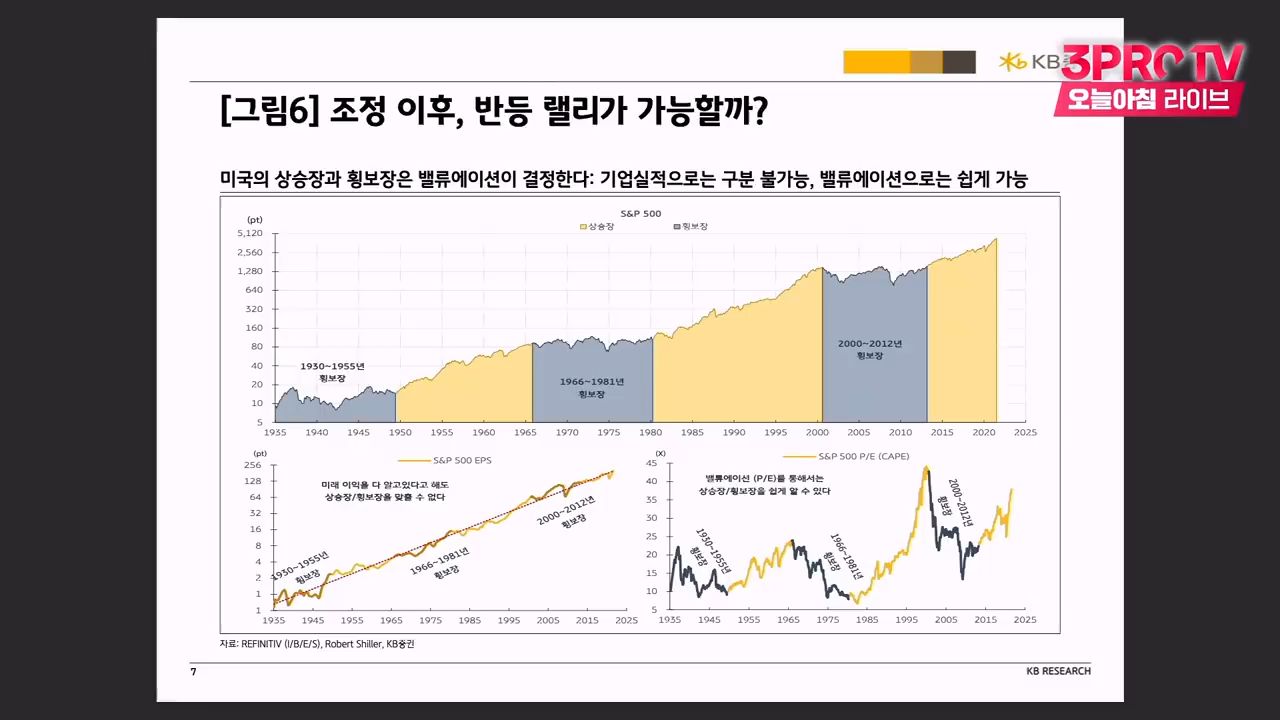 KB
3PROTV
오늘아침 라이브
[그림6] 조정 이후, 반등 랠리가 가능할까?
미국의 상승장과 횡보장은 밸류에이션이 결정한다: 기업실적으로는 구분 불가능, 밸류에이션으로는 쉽게 가능
S&P 500
(pt)
상승장 횡보장
5,120
2,560
1,280
640
320
160
80
40
20
10
5
1930~1955년
횡보장
1966~1981년
횡보장
2000~2012년
횡보장
1935 1940 1945 1950 1955 1960 1965 1970 1975 1980 1985 1990 1995 2000 2005 2010 2015 2020 2025
(pt)
S&P 500 EPS
256
128
64
32
16
8
4
2
1
1
미래 이익을 다 알고있다고 해도
상승장/횡보장을 맞출 수 없다
1930~1955년
횡보장
1966~1981년
횡보장
2000~2012년
횡보장
1935 1945 1955 1965 1975 1985 1995 2005 2015 2025
(X)
S&P 500 P/E (CAPE)
45
40
35
30
25
20
15
10
5
밸류에이션 (P/E)를 통해서는
상승장/횡보장을 쉽게 알 수 있다
1930~1955년
횡보장
1966~1981년
횡보장
2000~2012년
횡보장
1935 1945 1955 1965 1975 1985 1995 2005 2015 2025
자료: REFINITIV (I/B/E/S), Robert Shiller, KB증권
7
KB RESEARCH